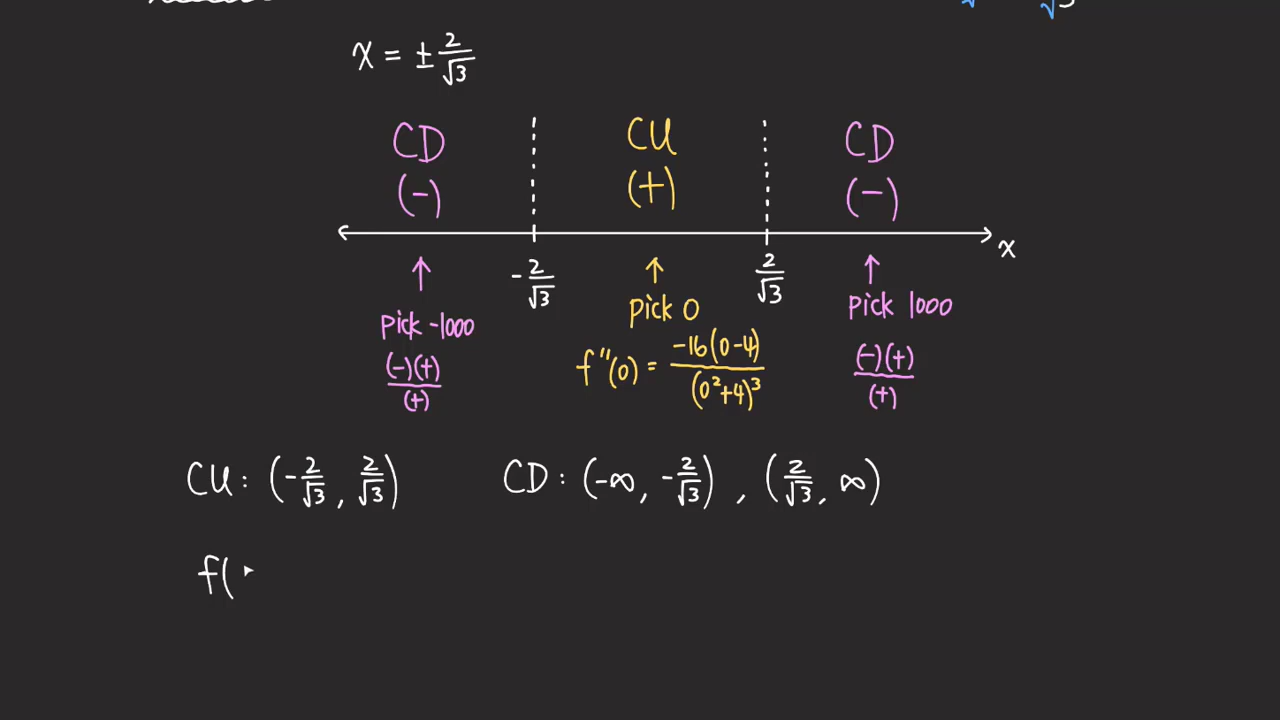 √3
x = ± 2/√3
CD CU CD
(-) (+) (-)
x
-2/√3 2/√3
pick -1000 pick 0 pick 1000
(-)(+)/(+) f''(0) = -16(0-4)/(0²+4)³ (-)(+)/(+)
CU: (-2/√3, 2/√3) CD: (-∞, -2/√3), (2/√3, ∞)
f(